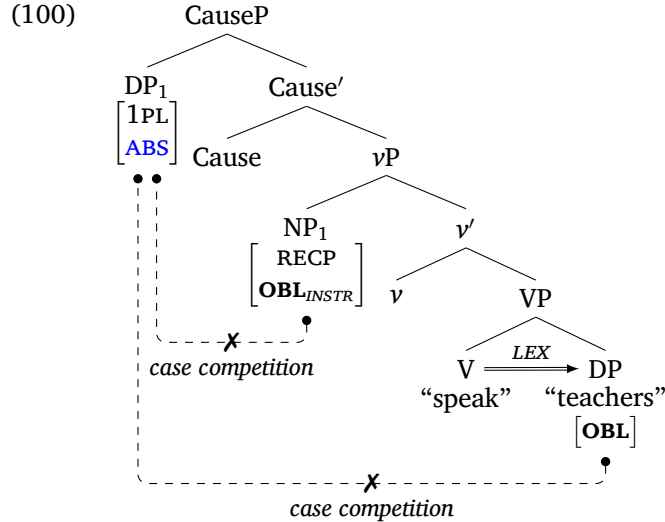 (100) CauseP
DP₁ Cause′
[1PL
ABS] Cause vP
NP₁ v′
[RECP
OBL_INSTR] v VP
✗
case competition
V LEX DP
“speak” “teachers”
[OBL]
✗
case competition